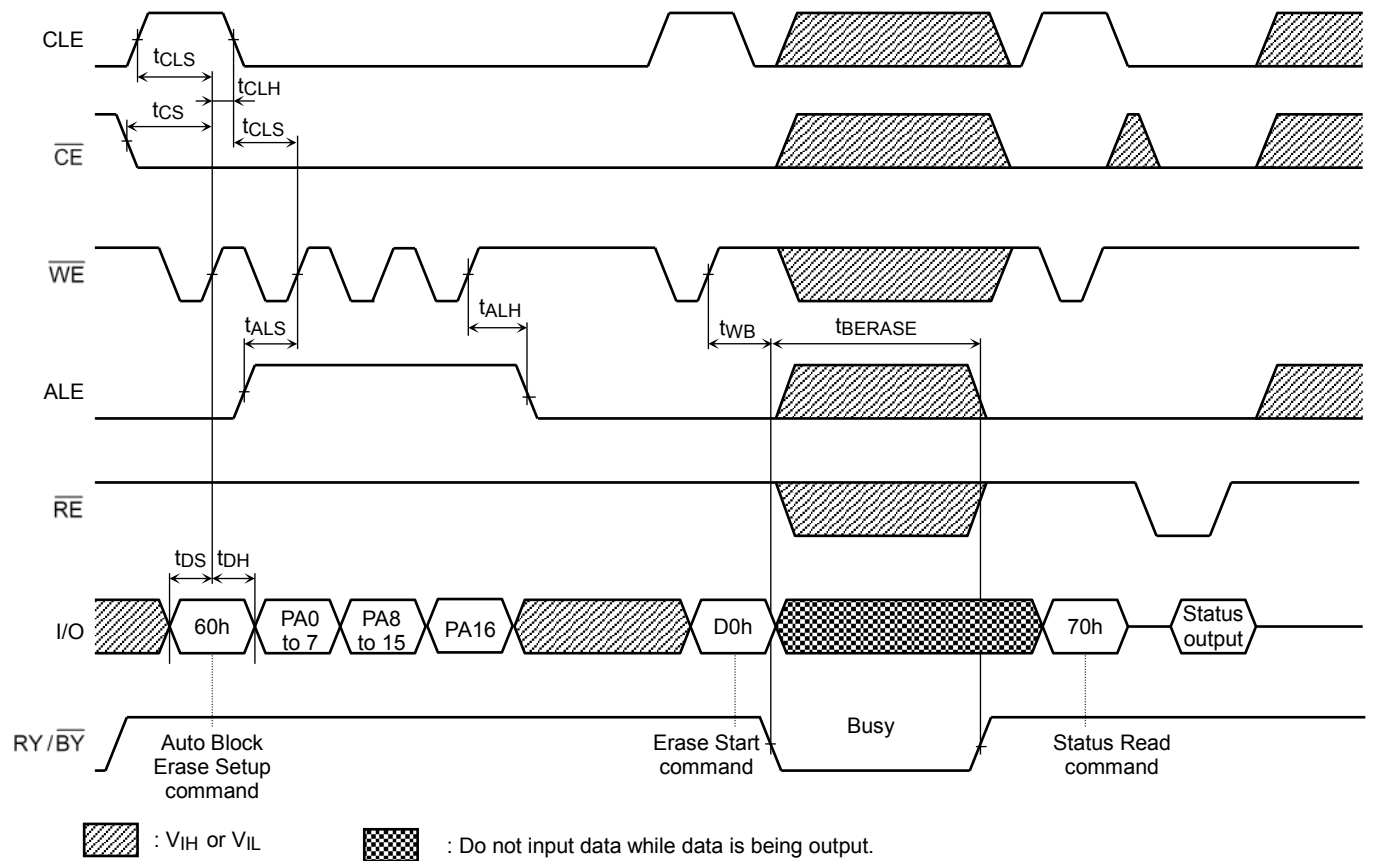 CLE
tCLS
tCLH
tCS
tCLS
CE
WE
tALS
tALH
tWB
tBERASE
ALE
RE
tDS
tDH
I/O
60h
PA0
to 7
PA8
to 15
PA16
D0h
70h
Status
output
RY/BY
Auto Block
Erase Setup
command
Erase Start
command
Busy
Status Read
command
: VIH or VIL
: Do not input data while data is being output.